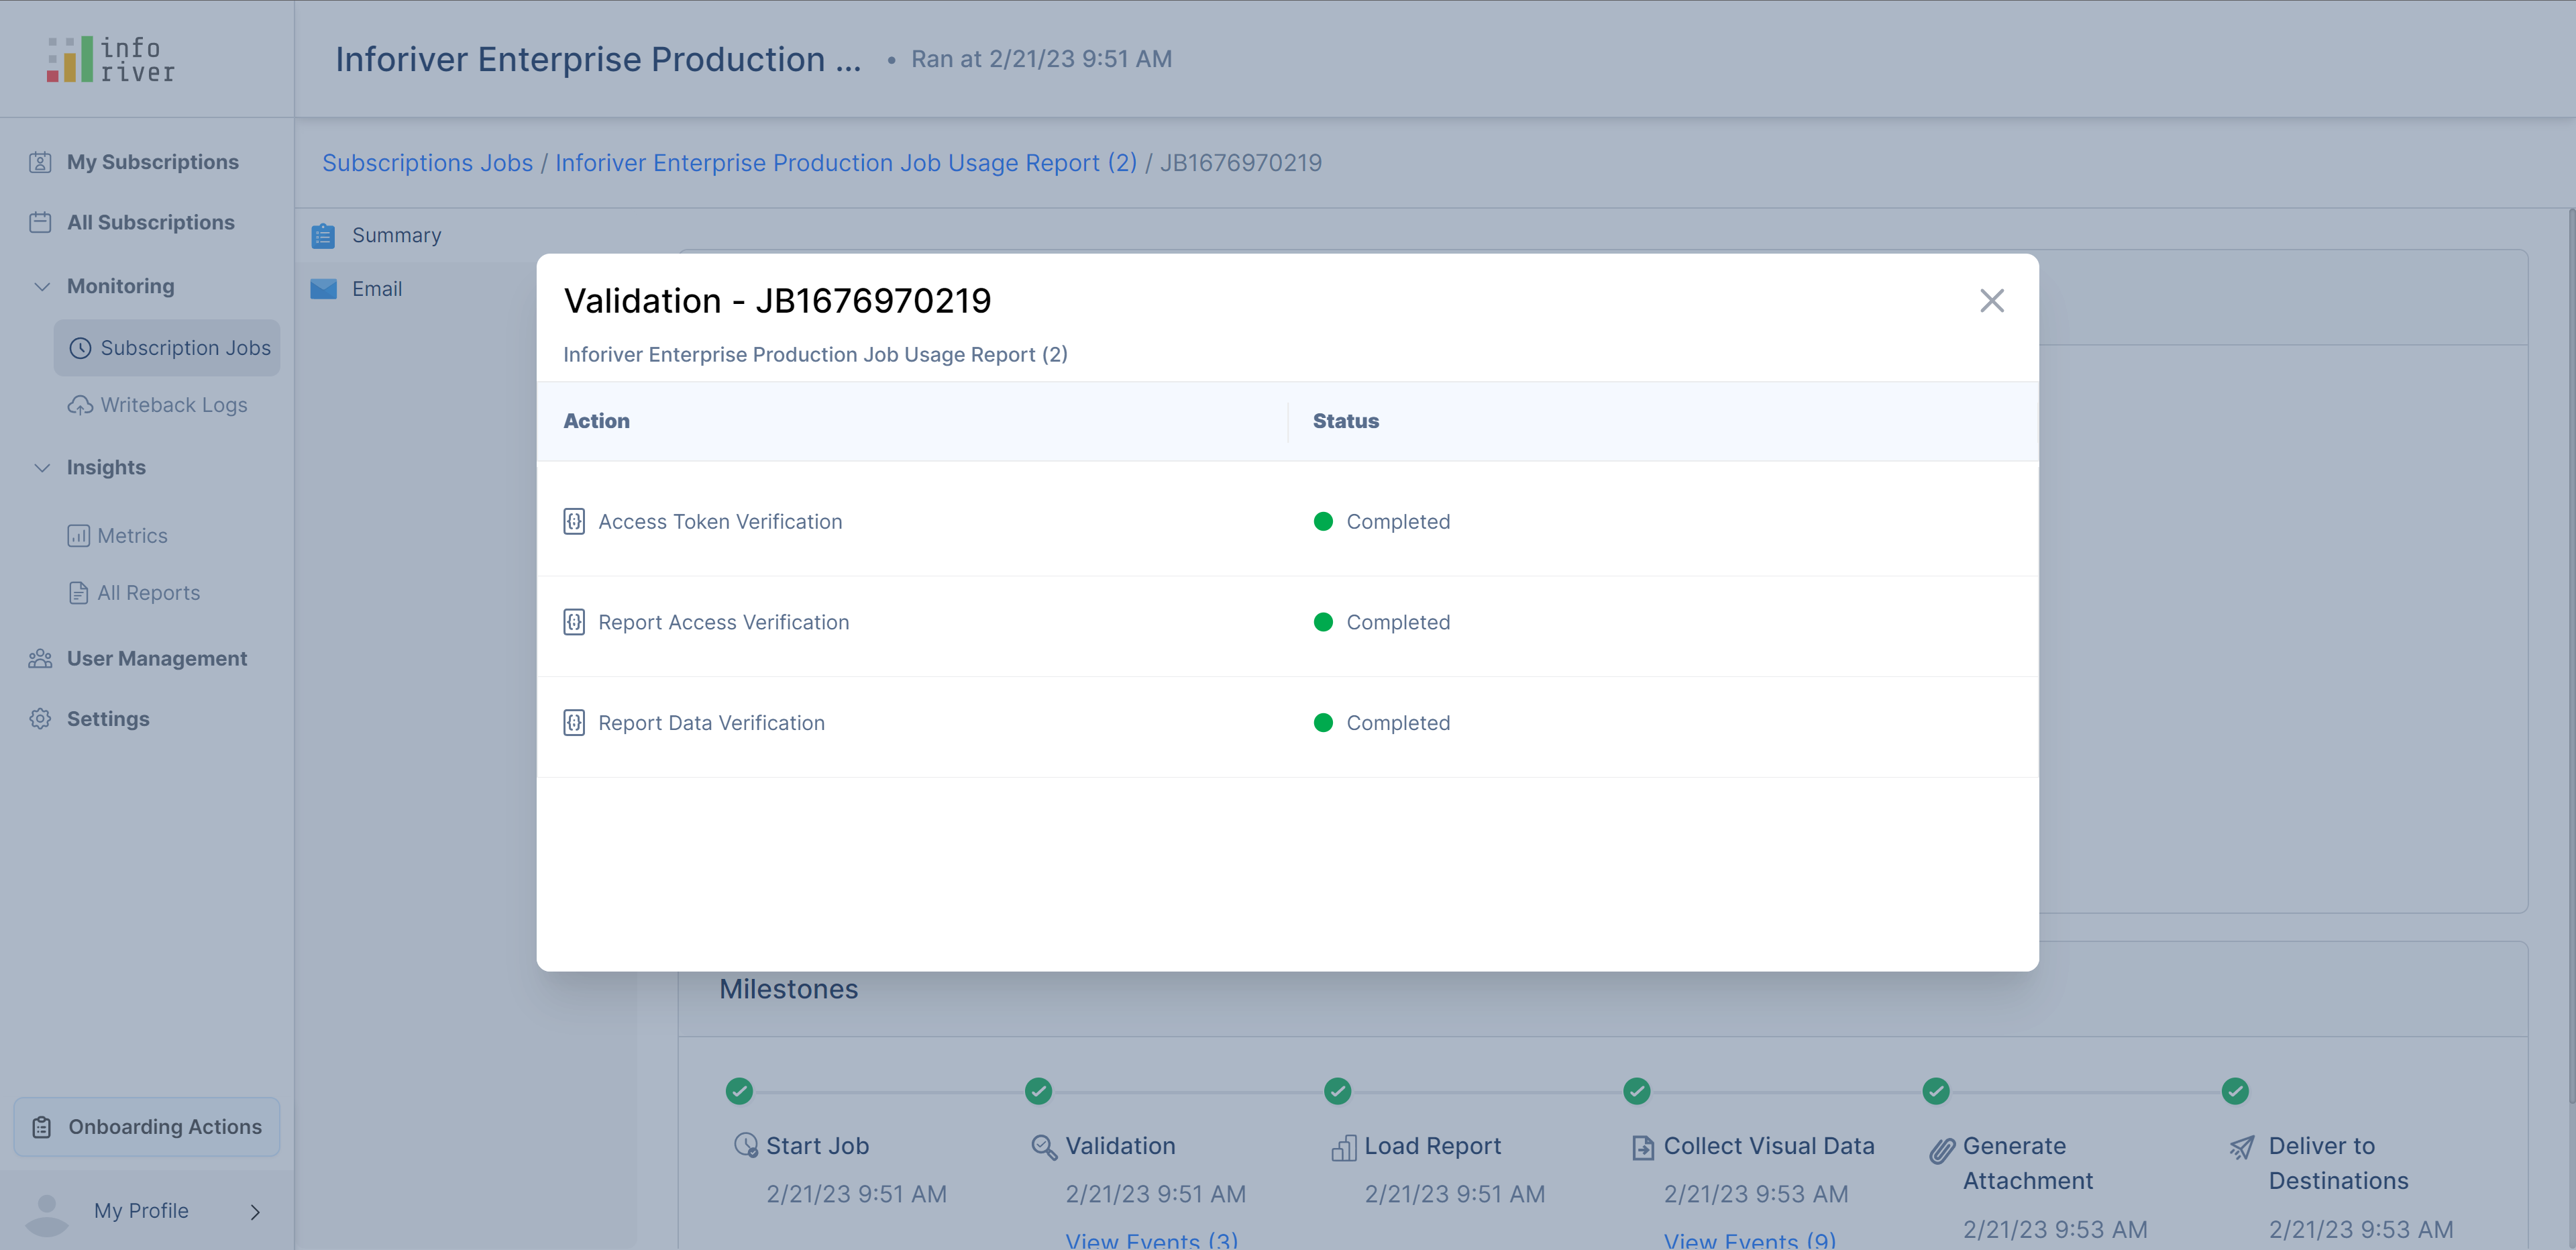 info
river
Inforiver Enterprise Production ...
• Ran at 2/21/23 9:51 AM
My Subscriptions
All Subscriptions
Monitoring
Subscription Jobs
Writeback Logs
Insights
Metrics
All Reports
User Management
Settings
Onboarding Actions
My Profile
Subscriptions Jobs / Inforiver Enterprise Production Job Usage Report (2) / JB1676970219
Summary
Email
Validation - JB1676970219
Inforiver Enterprise Production Job Usage Report (2)
Action
Status
Access Token Verification
Completed
Report Access Verification
Completed
Report Data Verification
Completed
Milestones
Start Job
2/21/23 9:51 AM
Validation
2/21/23 9:51 AM
View Events (3)
Load Report
2/21/23 9:51 AM
Collect Visual Data
2/21/23 9:53 AM
View Events (9)
Generate
Attachment
2/21/23 9:53 AM
Deliver to
Destinations
2/21/23 9:53 AM